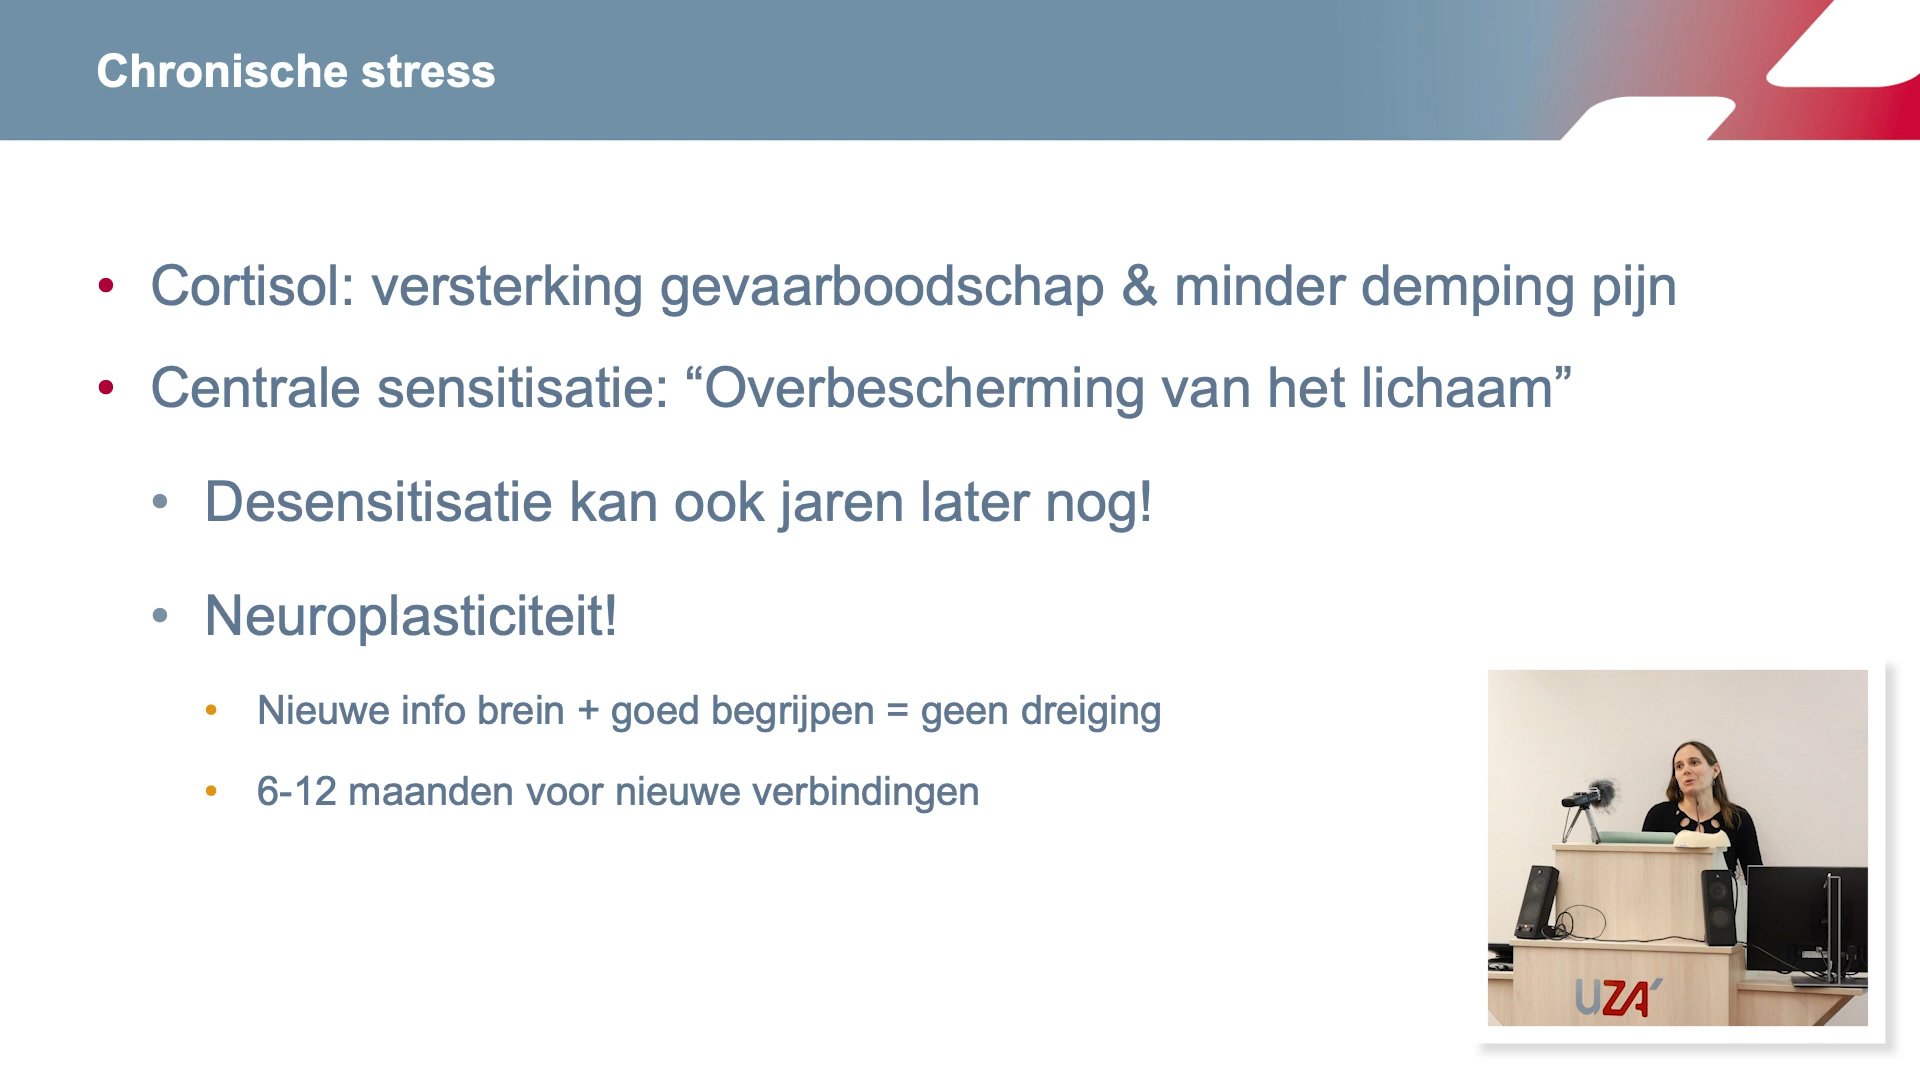 Chronische stress
• Cortisol: versterking gevaarboodschap & minder demping pijn
• Centrale sensitisatie: “Overbescherming van het lichaam”
• Desensitisatie kan ook jaren later nog!
• Neuroplasticiteit!
• Nieuwe info brein + goed begrijpen = geen dreiging
• 6-12 maanden voor nieuwe verbindingen
UZA